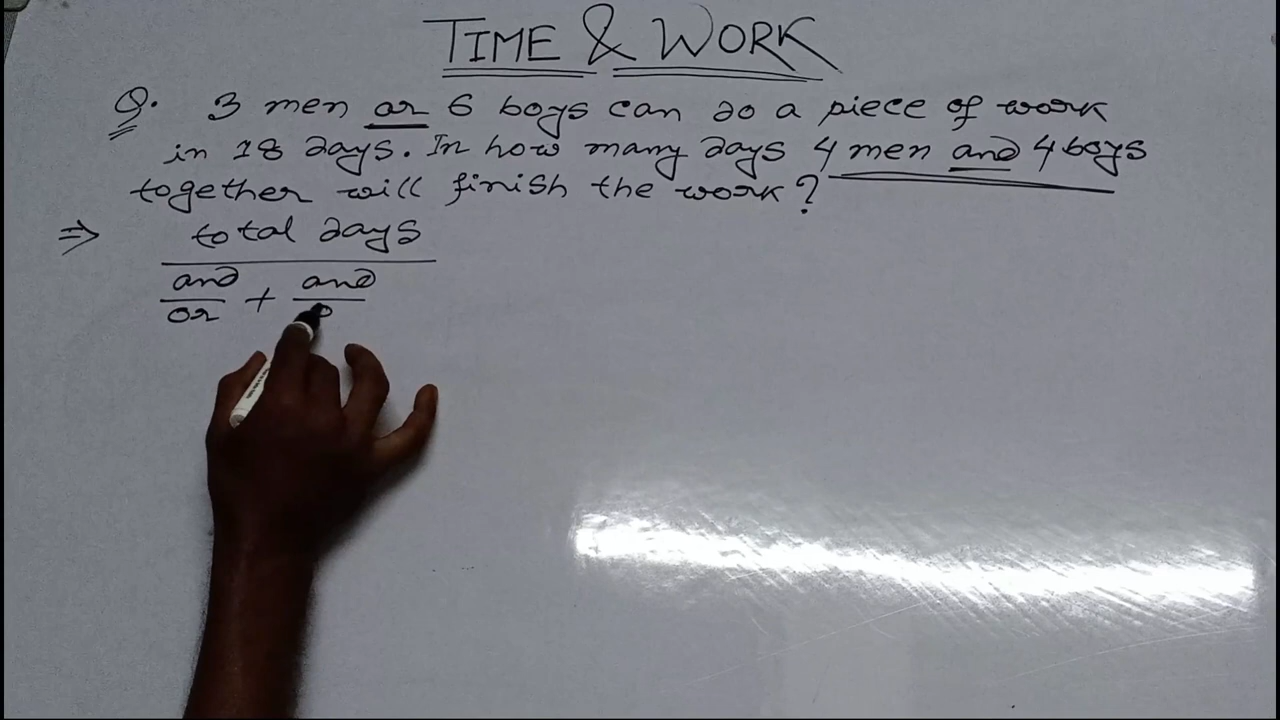 TIME & WORK
Q. 3 men or 6 boys can do a piece of work
in 18 days. In how many days 4 men and 4 boys
together will finish the work?
⇒ total days
and/or + and